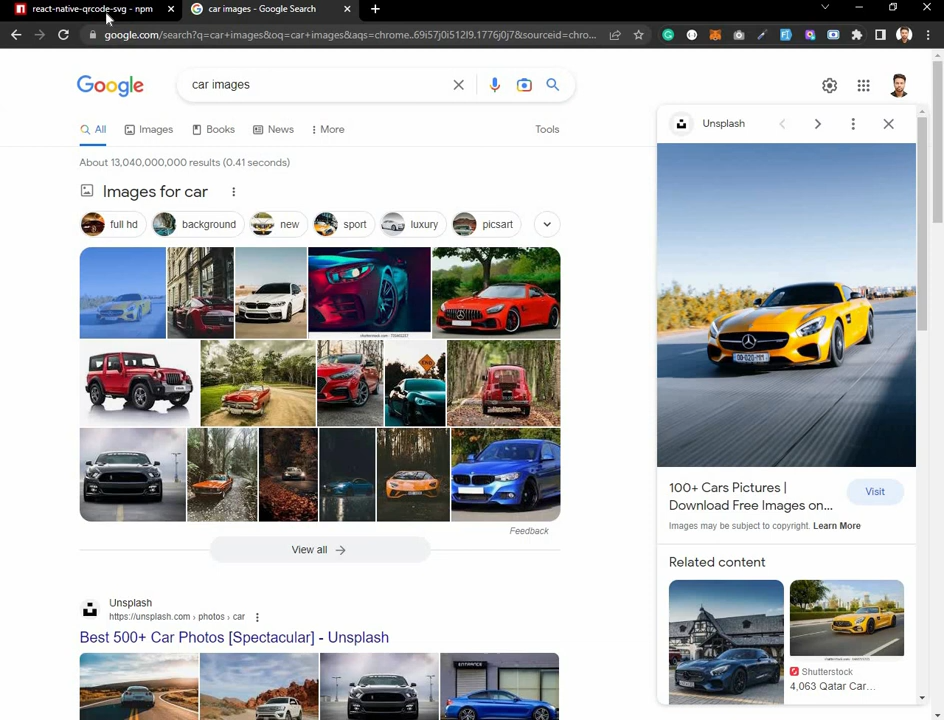 react-native-qrcode-svg - npm
car images - Google Search
google.com/search?q=car+images&oq=car+images&aqs=chrome..69i57j0i512l9.1776j0j7&sourceid=chro...
Google
car images
All
Images
Books
News
More
Tools
About 13,040,000,000 results (0.41 seconds)
Images for car
full hd
background
new
sport
luxury
picsart
Feedback
View all
Unsplash
https://unsplash.com › photos › car
Best 500+ Car Photos [Spectacular] - Unsplash
Unsplash
100+ Cars Pictures |
Download Free Images on...
Visit
Images may be subject to copyright. Learn More
Related content
Shutterstock
4,063 Qatar Car...